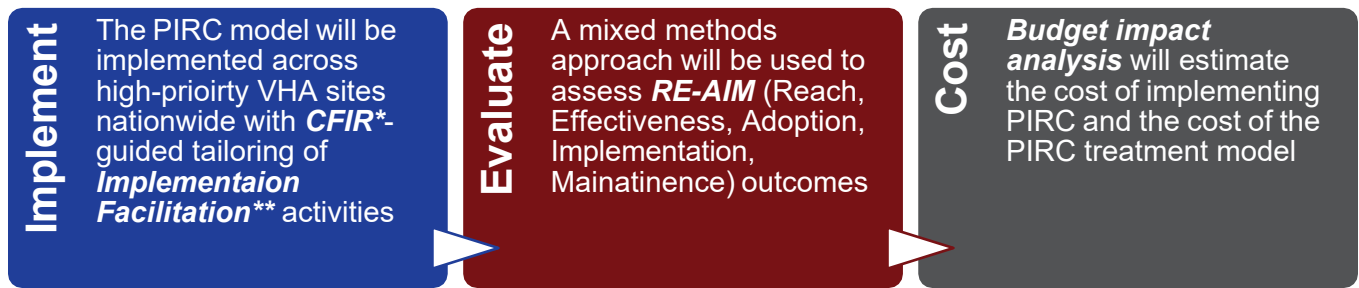 Implement
The PIRC model will be
implemented across
high-prioirty VHA sites
nationwide with CFIR*-
guided tailoring of
Implementaion
Facilitation** activities
Evaluate
A mixed methods
approach will be used to
assess RE-AIM (Reach,
Effectiveness, Adoption,
Implementation,
Mainatinence) outcomes
Cost
Budget impact
analysis will estimate
the cost of implementing
PIRC and the cost of the
PIRC treatment model